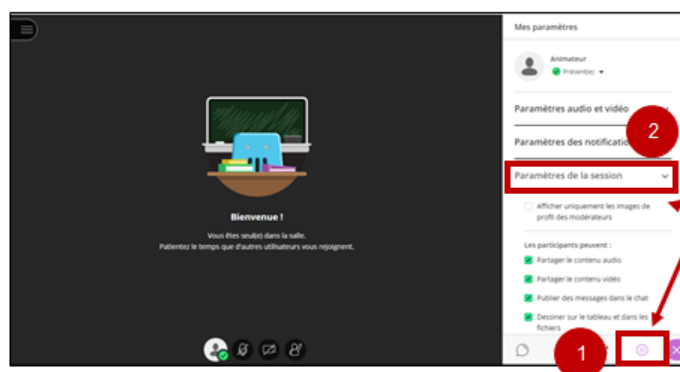 Mes paramètres
Animateur
Présent(e)
Paramètres audio et vidéo
2
Paramètres des notificatio
Paramètres de la session
Afficher uniquement les images de
profil des modérateurs
Bienvenue !
Vous êtes seul(e) dans la salle.
Patientez le temps que d'autres utilisateurs vous rejoignent.
Les participants peuvent :
Partager le contenu audio
Partager le contenu vidéo
Publier des messages dans le chat
Dessiner sur le tableau et dans les
fichiers
1